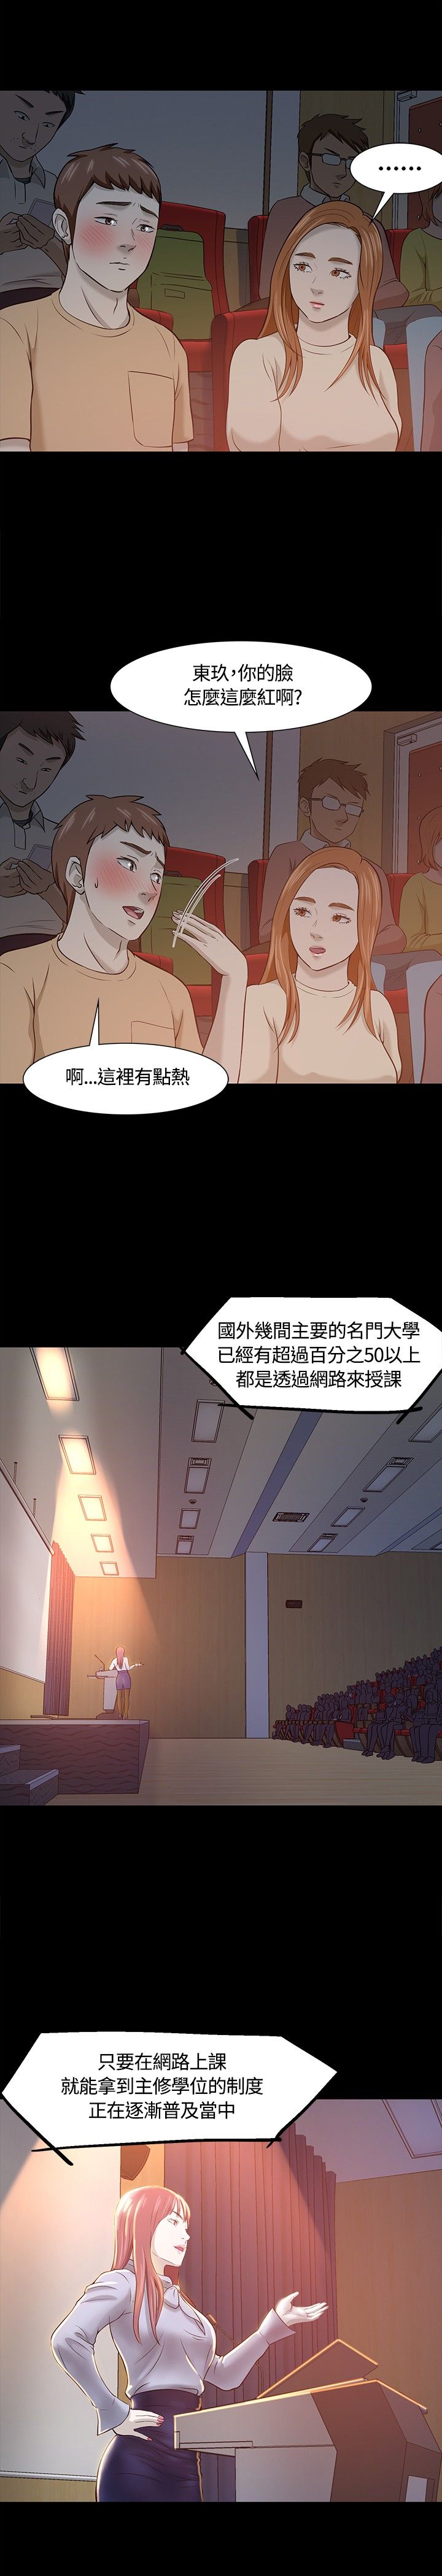 ……
東玖，你的臉
怎麼這麼紅啊?
啊…這裡有點熱
國外幾間主要的名門大學
已經有超過百分之50以上
都是透過網路來授課
只要在網路上課
就能拿到主修學位的制度
正在逐漸普及當中